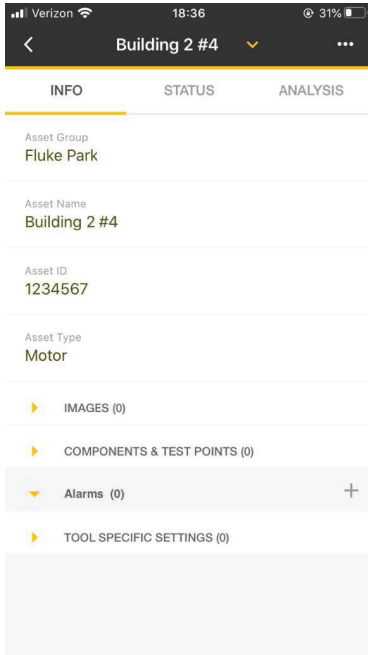 Verizon 18:36 31%
Building 2 #4
INFO STATUS ANALYSIS
Asset Group
Fluke Park
Asset Name
Building 2 #4
Asset ID
1234567
Asset Type
Motor
IMAGES (0)
COMPONENTS & TEST POINTS (0)
Alarms (0)
TOOL SPECIFIC SETTINGS (0)